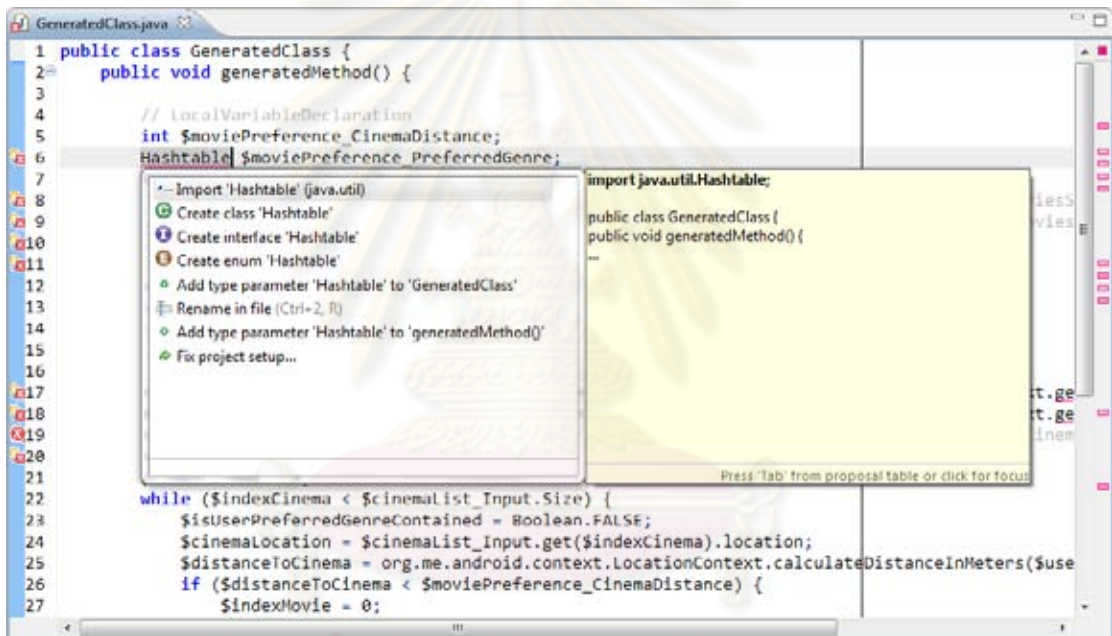 GeneratedClass.java
1 public class GeneratedClass {
2 public void generatedMethod() {
3
4 // LocalVariableDeclaration
5 int $moviePreference_CinemaDistance;
6 Hashtable $moviePreference_PreferredGenre;
7
Import 'Hashtable' (java.util)
import java.util.Hashtable;
8
Create class 'Hashtable'
public class GeneratedClass {
9
Create interface 'Hashtable'
public void generatedMethod() {
10
11
Create enum 'Hashtable'
...
12
Add type parameter 'Hashtable' to 'GeneratedClass'
13
Rename in file (Ctrl+2, R)
14
Add type parameter 'Hashtable' to 'generatedMethod()'
15
Fix project setup...
16
17 t.ge
18 t.ge
19 inem
20
21
Press 'Tab' from proposal table or click for focus
22 while ($indexCinema < $cinemaList_Input.Size) {
23 $isUserPreferredGenreContained = Boolean.FALSE;
24 $cinemaLocation = $cinemaList_Input.get($indexCinema).location;
25 $distanceToCinema = org.me.android.context.LocationContext.calculateDistanceInMeters($use
26 if ($distanceToCinema < $moviePreference_CinemaDistance) {
27 $indexMovie = 0;